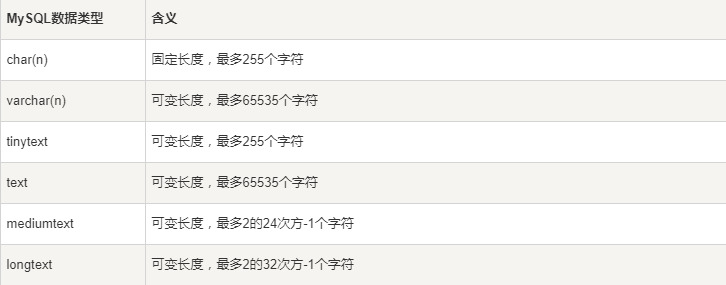 MySQL数据类型 含义
char(n) 固定长度，最多255个字符
varchar(n) 可变长度，最多65535个字符
tinytext 可变长度，最多255个字符
text 可变长度，最多65535个字符
mediumtext 可变长度，最多2的24次方-1个字符
longtext 可变长度，最多2的32次方-1个字符